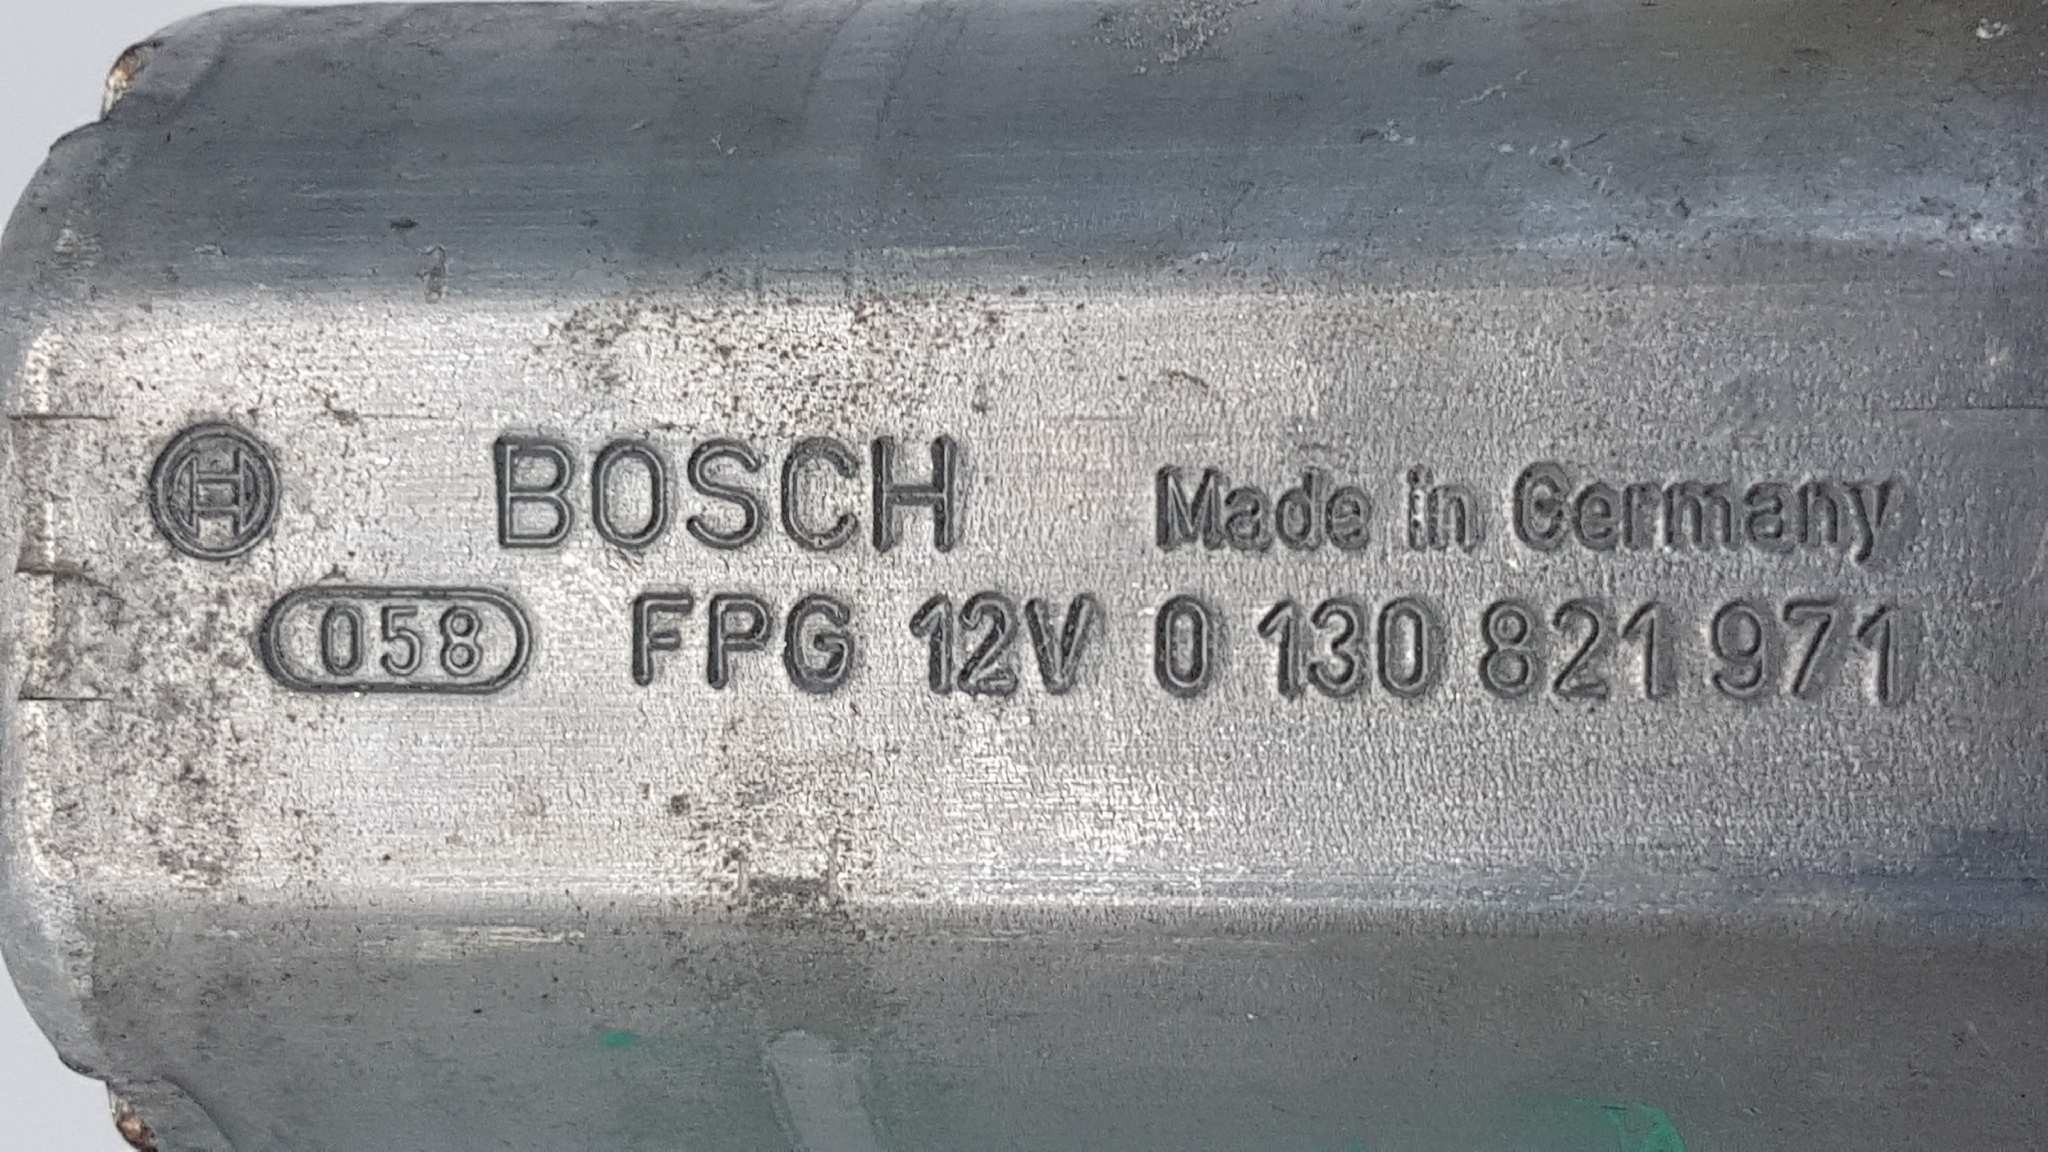 BOSCH Made in Germany
058 FPG 12V 0 130 821 971